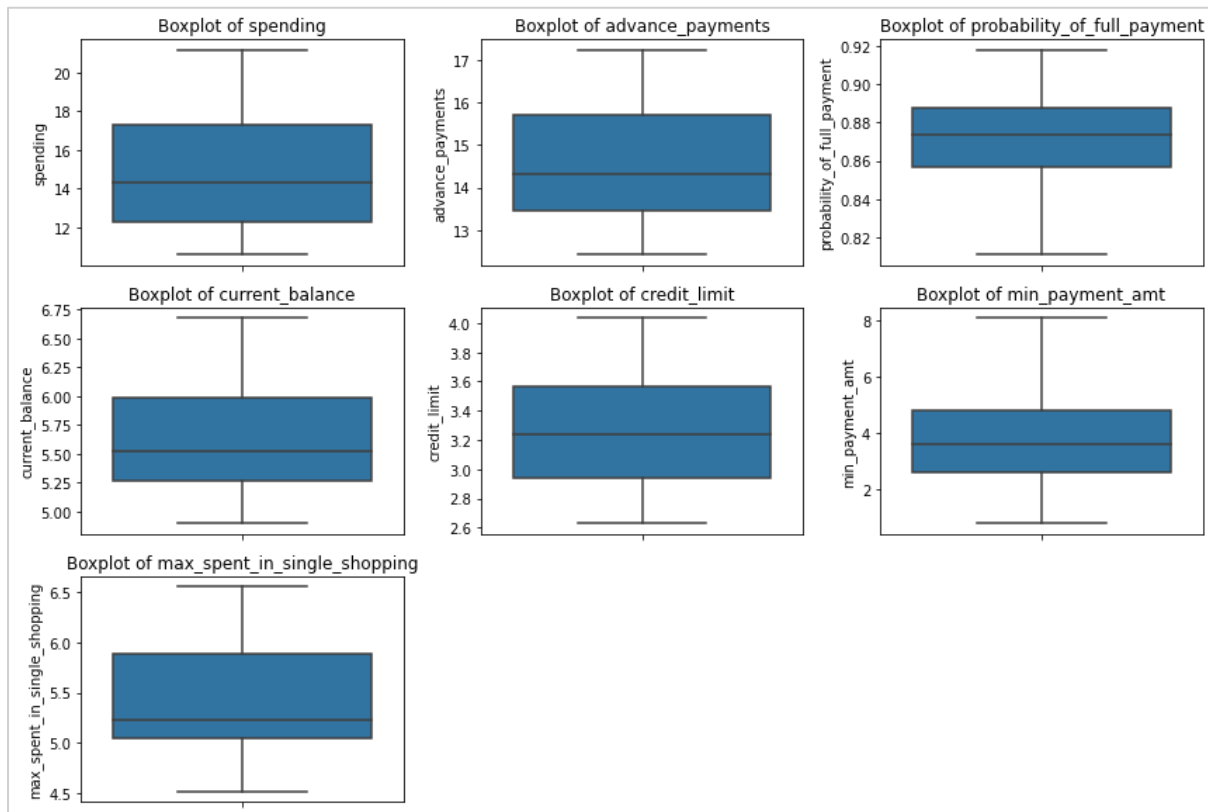 Boxplot of spending
20
18
16
14
12
spending
Boxplot of advance_payments
17
16
15
14
13
advance_payments
Boxplot of probability_of_full_payment
0.92
0.90
0.88
0.86
0.84
0.82
probability_of_full_payment
Boxplot of current_balance
6.75
6.50
6.25
6.00
5.75
5.50
5.25
5.00
current_balance
Boxplot of credit_limit
4.0
3.8
3.6
3.4
3.2
3.0
2.8
2.6
credit_limit
Boxplot of min_payment_amt
8
6
4
2
min_payment_amt
Boxplot of max_spent_in_single_shopping
6.5
6.0
5.5
5.0
4.5
max_spent_in_single_shopping